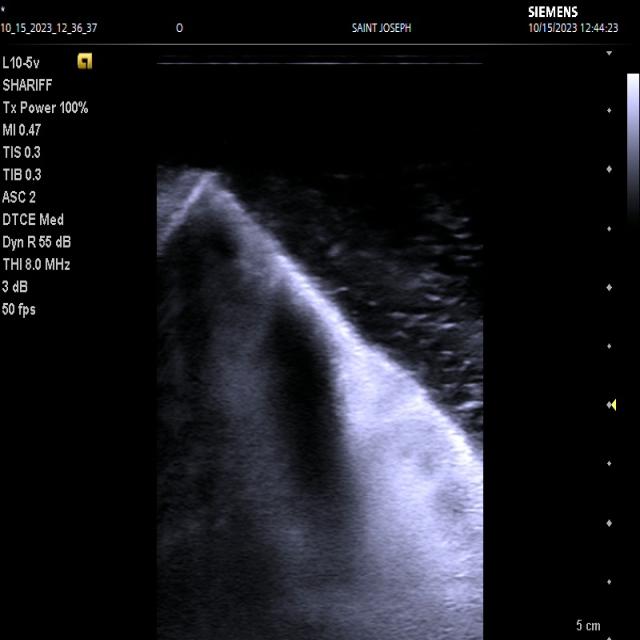 *
SIEMENS
10_15_2023_12_36_37 O SAINT JOSEPH 10/15/2023 12:44:23
L10-5v
SHARIFF
Tx Power 100%
MI 0.47
TIS 0.3
TIB 0.3
ASC 2
DTCE Med
Dyn R 55 dB
THI 8.0 MHz
3 dB
50 fps
5 cm